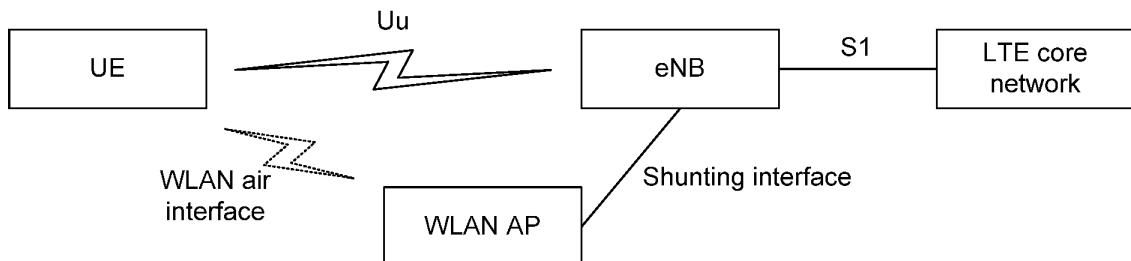 Uu
UE
eNB
S1
LTE core
network
WLAN air
interface
Shunting interface
WLAN AP